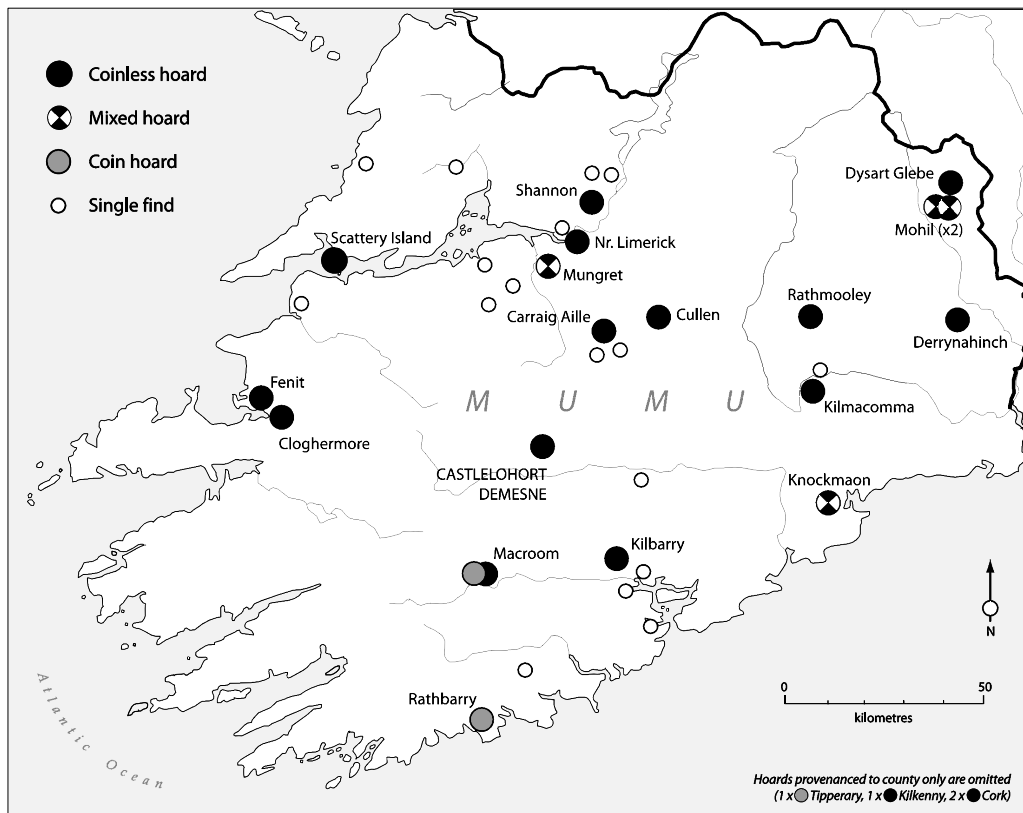 Coinless hoard
Mixed hoard
Coin hoard
Single find
Dysart Glebe
Shannon
Mohil (x2)
Scattery Island
Nr. Limerick
Mungret
Rathmooley
Carraig Aille
Cullen
Derrynahinch
Fenit
M U M U
Kilmacomma
Cloghermore
CASTLELOHORT
DEMESNE
Knockmaon
Macroom
Kilbarry
N
Rathbarry
0 50
kilometres
Atlantic Ocean
Hoards provenanced to county only are omitted
(1 x Tipperary, 1 x Kilkenny, 2 x Cork)